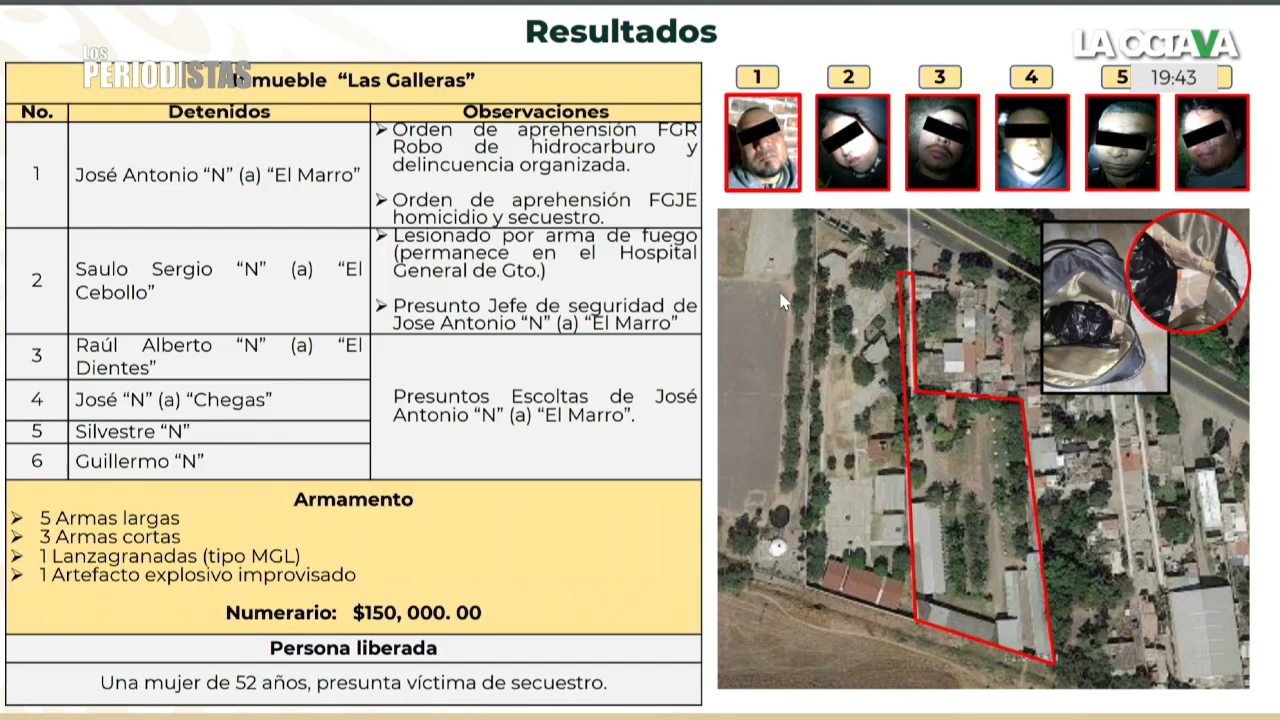 Resultados
LOS
PERIODISTAS
LA OCTAVA
19:43
Inmueble “Las Galleras”
No.
Detenidos
Observaciones
1
José Antonio “N” (a) “El Marro”
➤ Orden de aprehensión FGR
Robo de hidrocarburo y
delincuencia organizada.
➤ Orden de aprehensión FGJE
homicidio y secuestro.
2
Saulo Sergio “N” (a) “El
Cebollo”
➤ Lesionado por arma de fuego
(permanece en el Hospital
General de Gto.)
➤ Presunto Jefe de seguridad de
Jose Antonio “N” (a) “El Marro”
3
Raúl Alberto “N” (a) “El
Dientes”
4
José “N” (a) “Chegas”
5
Silvestre “N”
6
Guillermo “N”
Presuntos Escoltas de José
Antonio “N” (a) “El Marro”.
Armamento
➤ 5 Armas largas
➤ 3 Armas cortas
➤ 1 Lanzagranadas (tipo MGL)
➤ 1 Artefacto explosivo improvisado
Numerario: $150, 000. 00
Persona liberada
Una mujer de 52 años, presunta víctima de secuestro.
1
2
3
4
5